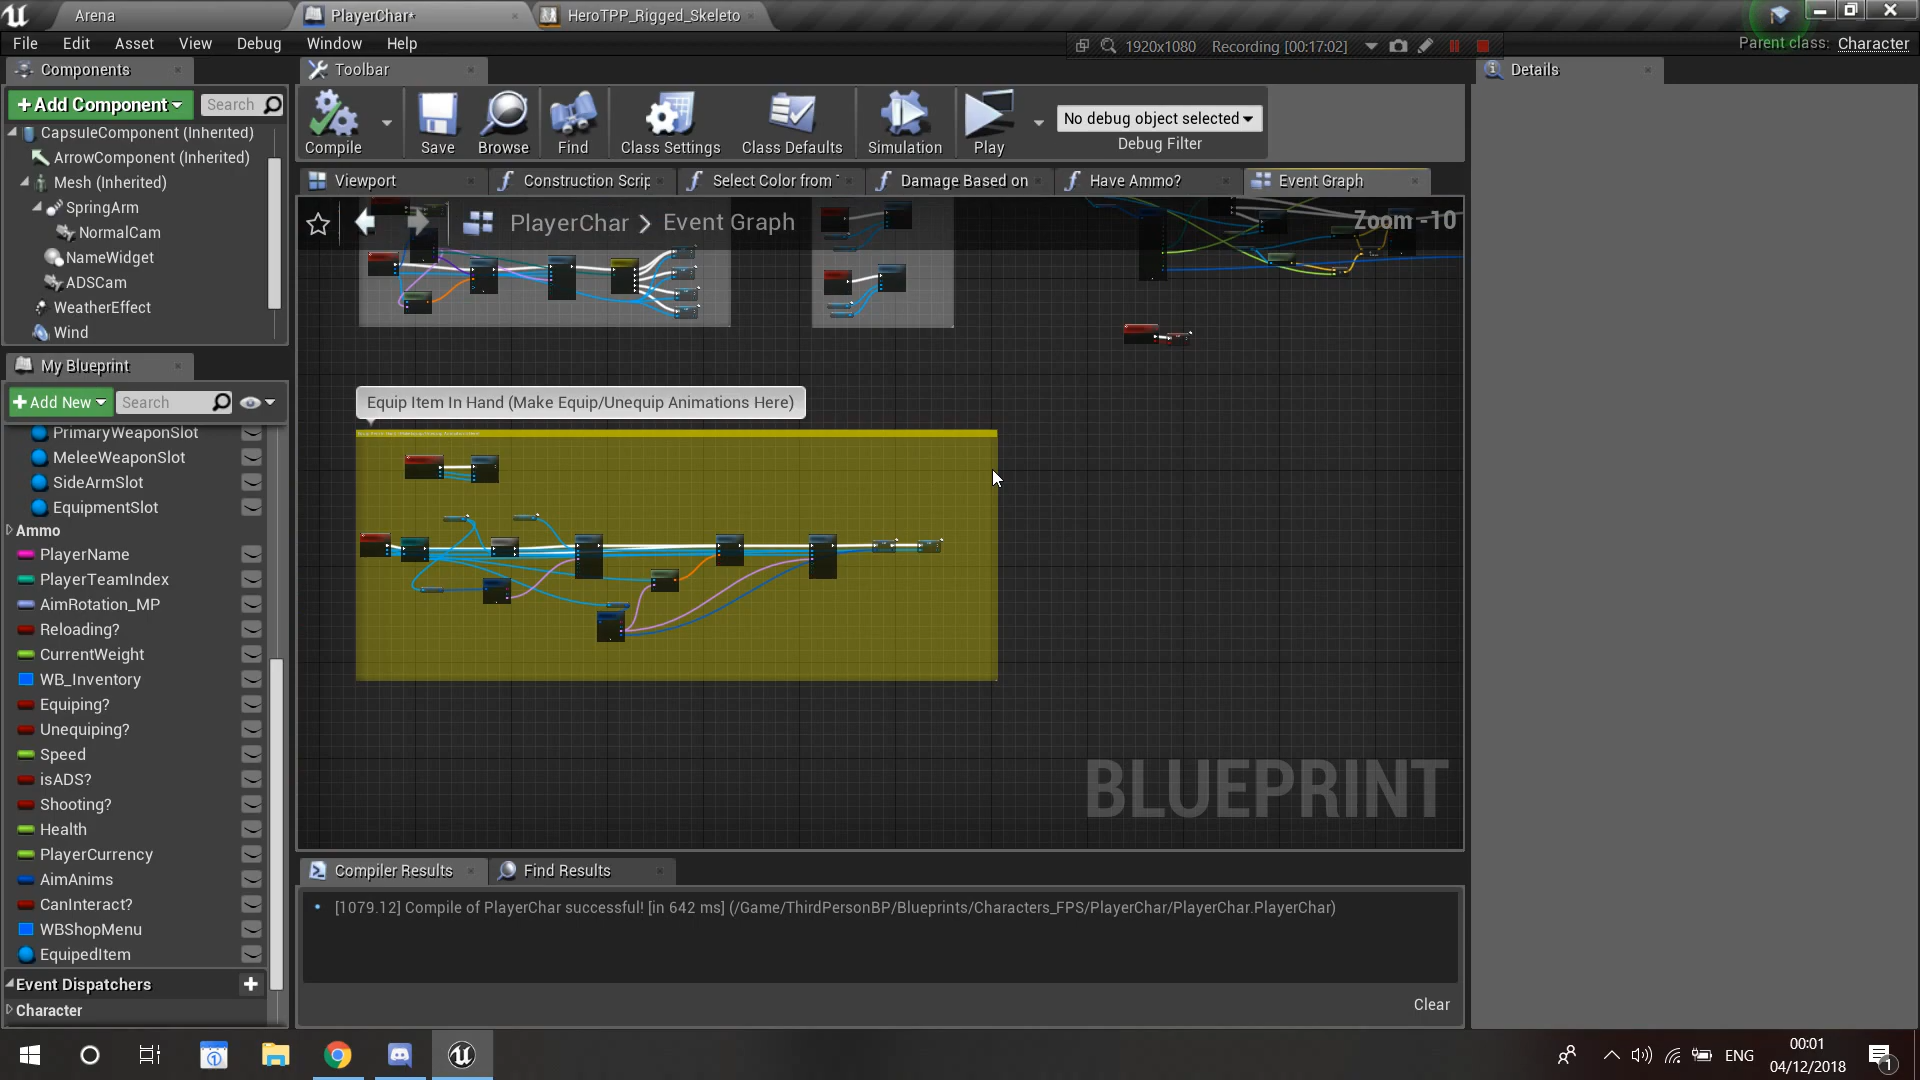 Arena
PlayerChar*
HeroTPP_Rigged_Skeleto
File Edit Asset View Debug Window Help
1920x1080 Recording [00:17:02]
Parent class: Character
Components
Toolbar
Details
+Add Component
Search
CapsuleComponent (Inherited)
ArrowComponent (Inherited)
Mesh (Inherited)
SpringArm
NormalCam
NameWidget
ADSCam
WeatherEffect
Wind
Compile
Save
Browse
Find
Class Settings
Class Defaults
Simulation
Play
No debug object selected
Debug Filter
Viewport
Construction Scrip
Select Color from
Damage Based on
Have Ammo?
Event Graph
PlayerChar > Event Graph
Zoom -10
My Blueprint
+Add New
Search
PrimaryWeaponSlot
MeleeWeaponSlot
SideArmSlot
EquipmentSlot
Ammo
PlayerName
PlayerTeamIndex
AimRotation_MP
Reloading?
CurrentWeight
WB_Inventory
Equiping?
Unequiping?
Speed
isADS?
Shooting?
Health
PlayerCurrency
AimAnims
CanInteract?
WBShopMenu
EquipedItem
Event Dispatchers
Character
Equip Item In Hand (Make Equip/Unequip Animations Here)
BLUEPRINT
Compiler Results
Find Results
[1079.12] Compile of PlayerChar successful! [in 642 ms] (/Game/ThirdPersonBP/Blueprints/Characters_FPS/PlayerChar/PlayerChar.PlayerChar)
Clear
ENG
00:01
04/12/2018
1